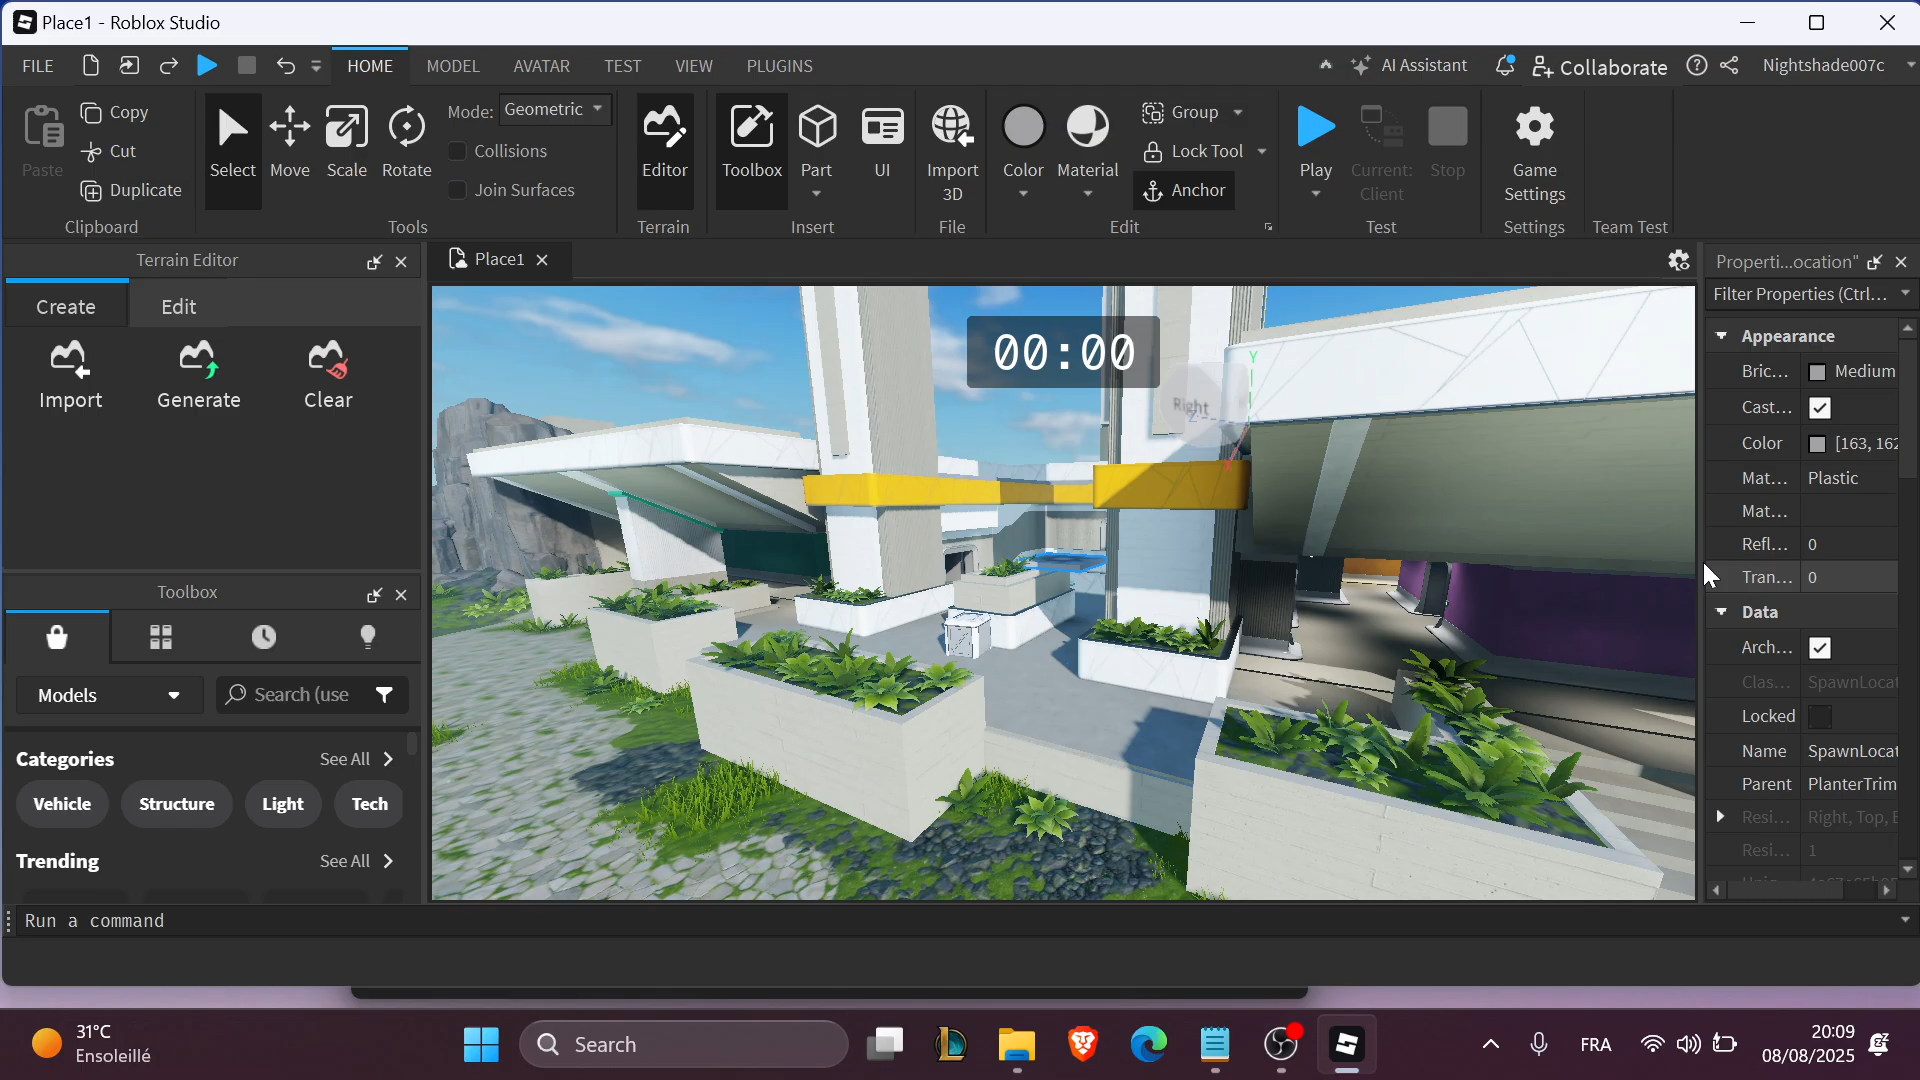 Place1 - Roblox Studio
FILE
HOME
MODEL
AVATAR
TEST
VIEW
PLUGINS
AI Assistant
Collaborate
Nightshade007c
Paste
Copy
Cut
Duplicate
Clipboard
Select
Move
Scale
Rotate
Mode: Geometric
Collisions
Join Surfaces
Tools
Editor
Terrain
Toolbox
Part
UI
Insert
Import
3D
File
Color
Material
Group
Lock Tool
Anchor
Edit
Play
Current:
Client
Stop
Test
Game
Settings
Settings
Team Test
Terrain Editor
Create
Edit
Import
Generate
Clear
Toolbox
Models
Search (use
Categories
See All
Vehicle
Structure
Light
Tech
Trending
See All
Place1
00:00
Right
Y
Z
X
Properti...ocation"
Filter Properties (Ctrl...
Appearance
Bric... Medium
Cast...
Color [163, 162
Mat... Plastic
Mat...
Refl... 0
Tran... 0
Data
Arch...
Clas... SpawnLocat
Locked
Name SpawnLocat
Parent PlanterTrim
Resi... Right, Top, B
Resi... 1
Run a command
31°C
Ensoleillé
Search
FRA
20:09
08/08/2025